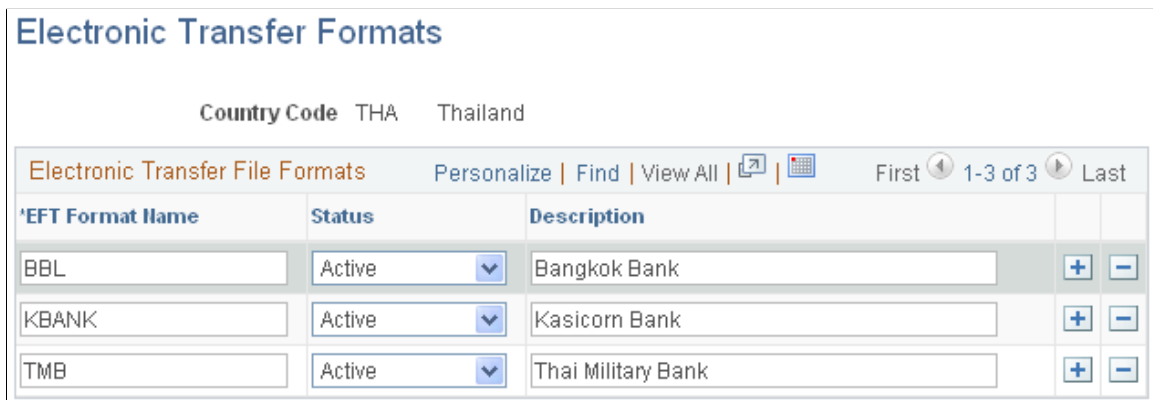 Electronic Transfer Formats
Country Code THA Thailand
Electronic Transfer File Formats Personalize | Find | View All | | First 1-3 of 3 Last
*EFT Format Name Status Description
BBL Active Bangkok Bank
KBANK Active Kasicorn Bank
TMB Active Thai Military Bank